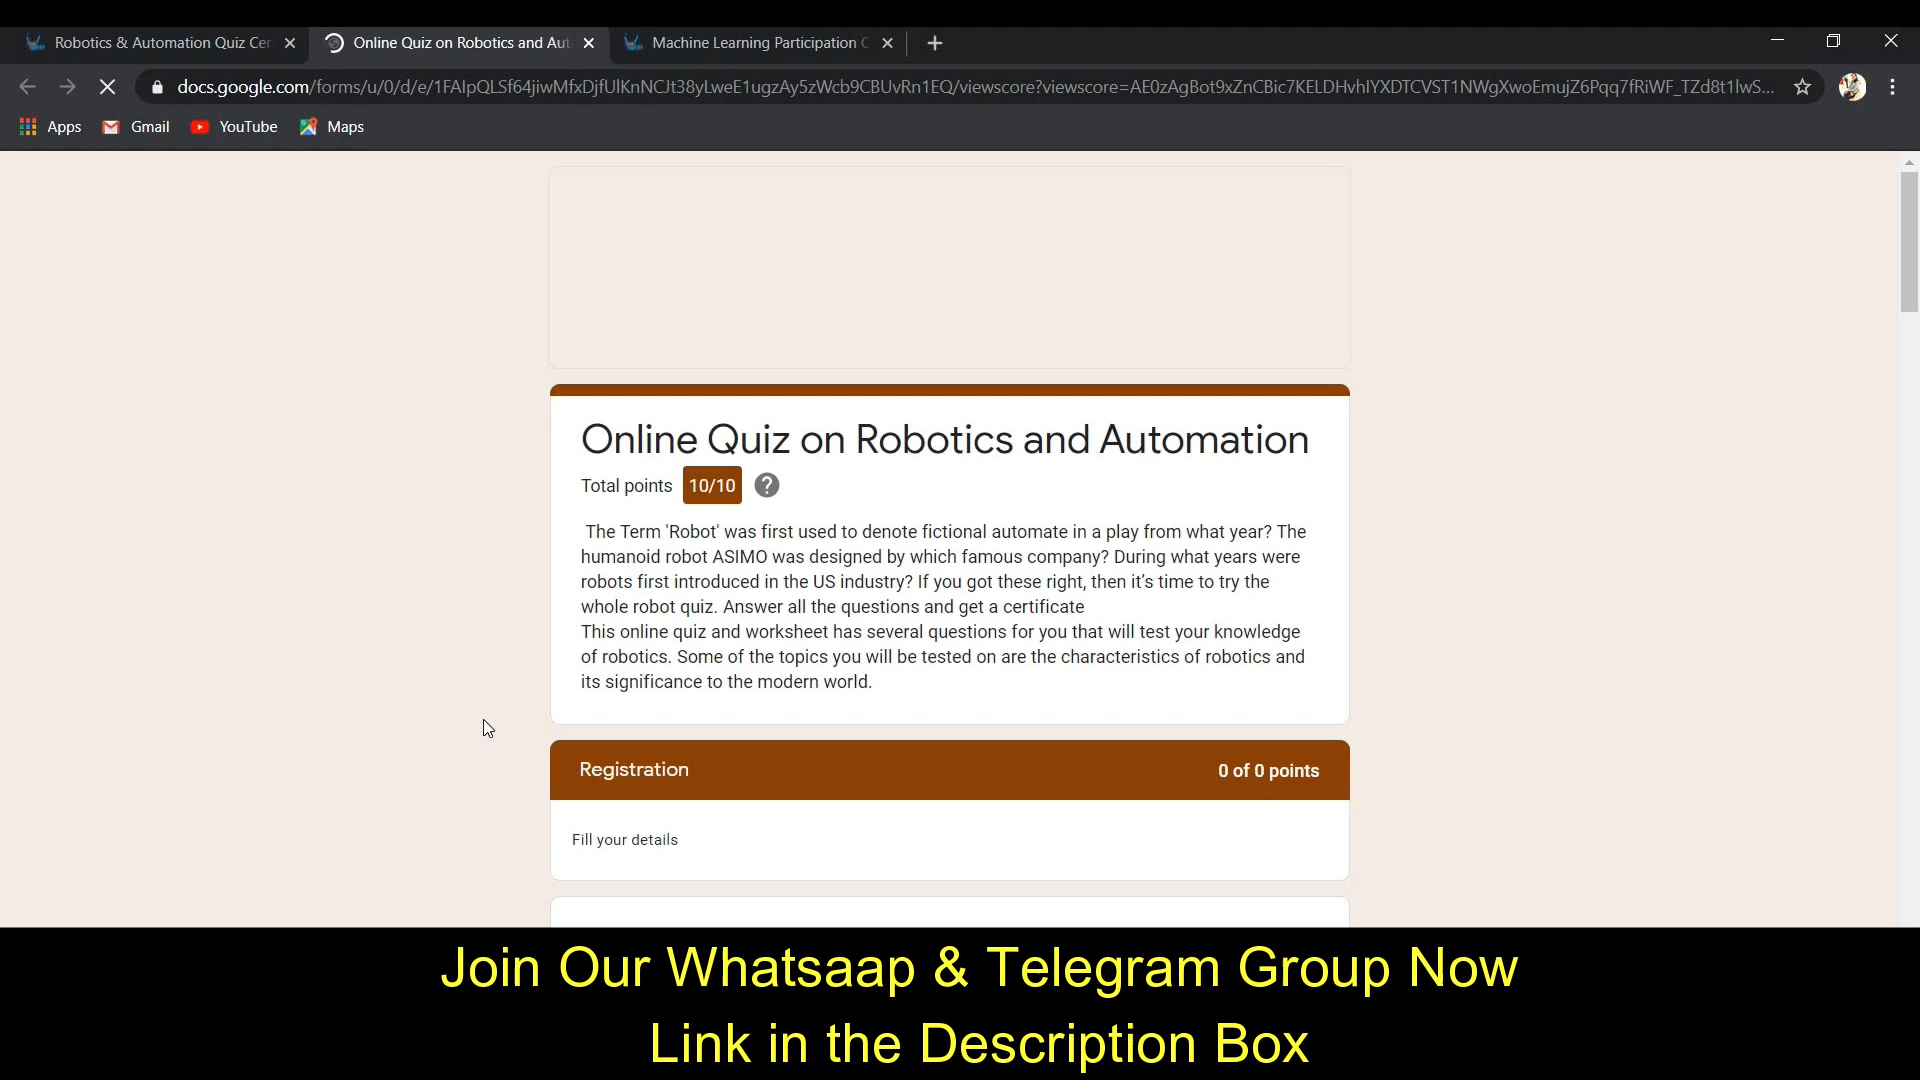 Robotics & Automation Quiz Cer
Online Quiz on Robotics and Aut
Machine Learning Participation C
docs.google.com/forms/u/0/d/e/1FAIpQLSf64jiwMfxDjfUlKnNCJt38yLweE1ugzAy5zWcb9CBUvRn1EQ/viewscore?viewscore=AE0zAgBot9xZnCBic7KELDHvhlYXDTCVST1NWgXwoEmujZ6Pqq7fRiWF_TZd8t1lwS...
Apps Gmail YouTube Maps
Online Quiz on Robotics and Automation
Total points 10/10 ?
The Term 'Robot' was first used to denote fictional automate in a play from what year? The
humanoid robot ASIMO was designed by which famous company? During what years were
robots first introduced in the US industry? If you got these right, then it’s time to try the
whole robot quiz. Answer all the questions and get a certificate
This online quiz and worksheet has several questions for you that will test your knowledge
of robotics. Some of the topics you will be tested on are the characteristics of robotics and
its significance to the modern world.
Registration 0 of 0 points
Fill your details
Join Our Whatsaap & Telegram Group Now
Link in the Description Box